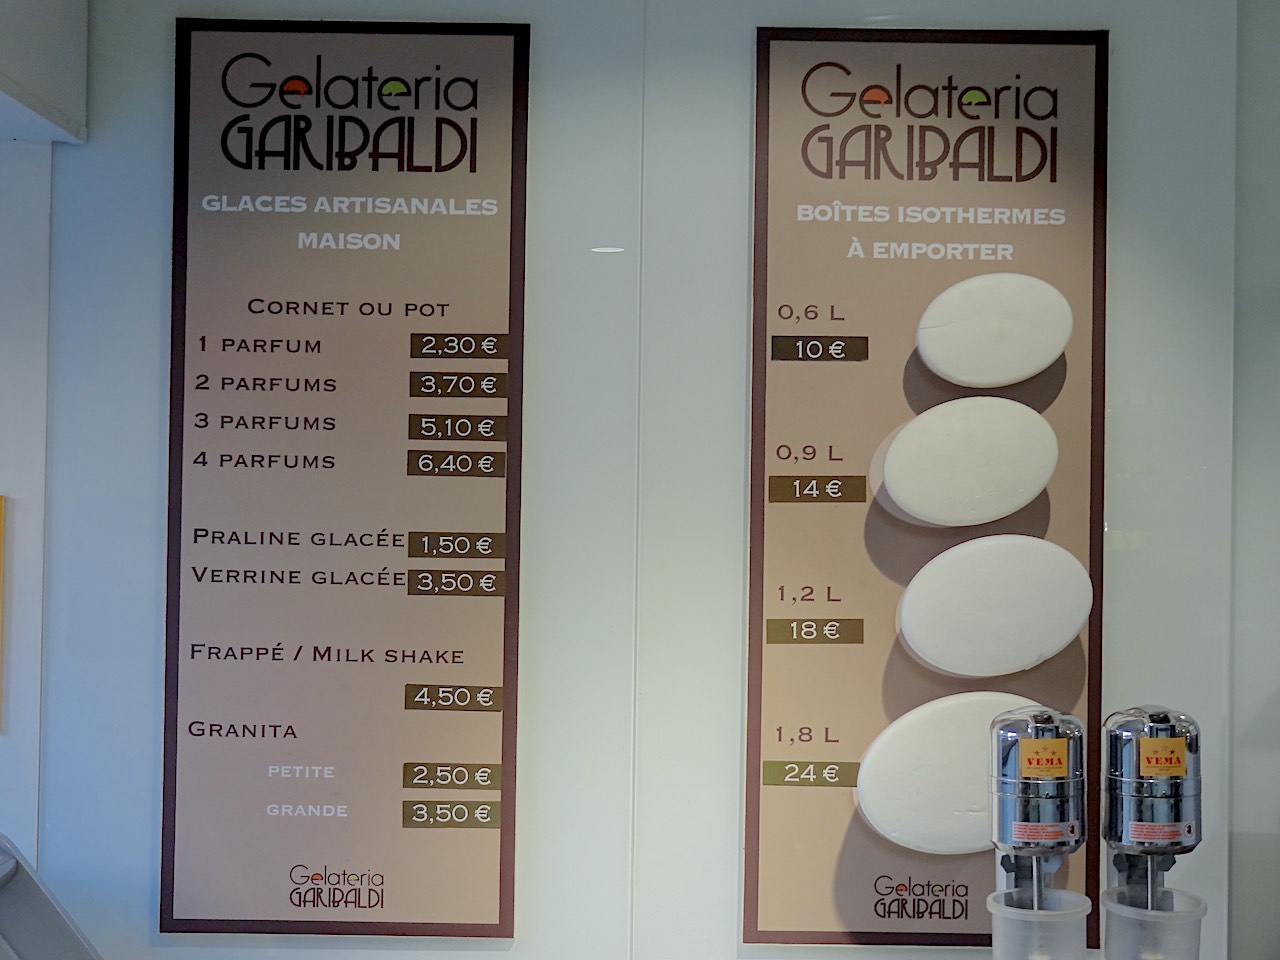 Gelateria
GARIBALDI
GLACES ARTISANALES
MAISON
CORNET OU POT
1 PARFUM 2,30 €
2 PARFUMS 3,70 €
3 PARFUMS 5,10 €
4 PARFUMS 6,40 €
PRALINE GLACÉE 1,50 €
VERRINE GLACÉE 3,50 €
FRAPPÉ / MILK SHAKE
4,50 €
GRANITA
PETITE 2,50 €
GRANDE 3,50 €
Gelateria
GARIBALDI
Gelateria
GARIBALDI
BOÎTES ISOTHERMES
À EMPORTER
0,6 L
10 €
0,9 L
14 €
1,2 L
18 €
1,8 L
24 €
Gelateria
GARIBALDI
VEMA
VEMA